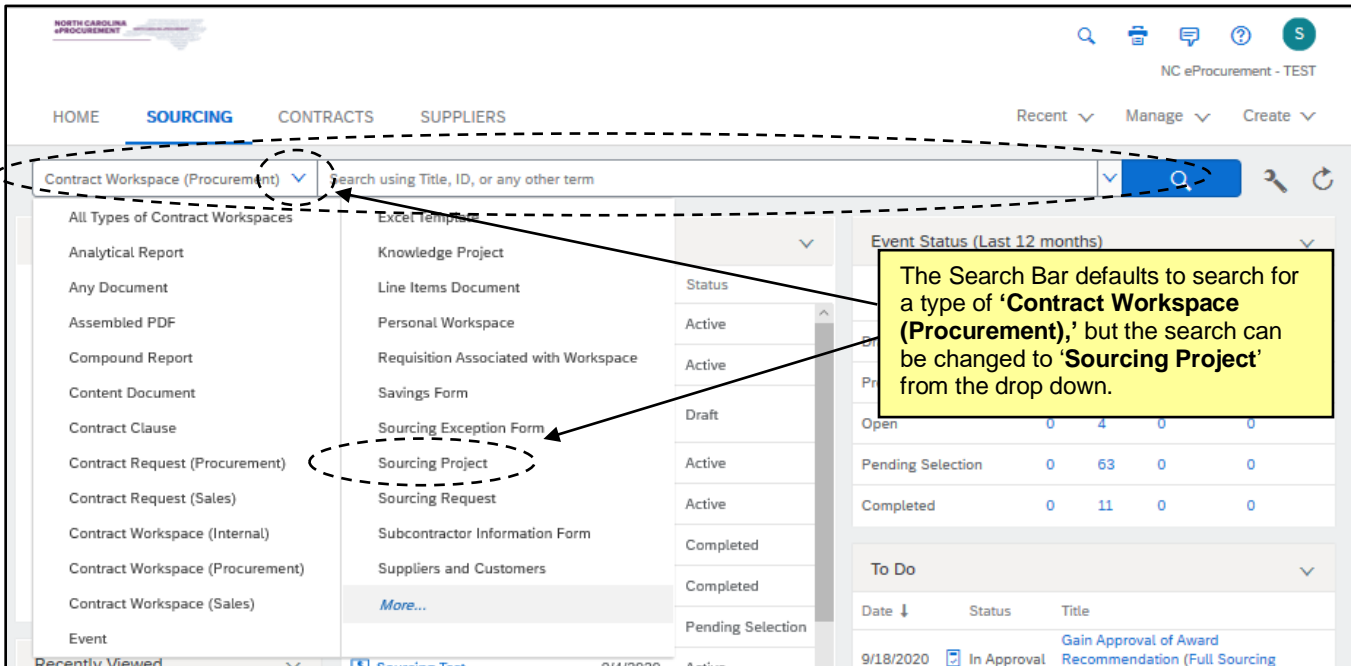 NORTH CAROLINA
ePROCUREMENT
S
NC eProcurement - TEST
HOME SOURCING CONTRACTS SUPPLIERS Recent Manage Create
Contract Workspace (Procurement) Search using Title, ID, or any other term
All Types of Contract Workspaces
Analytical Report
Any Document
Assembled PDF
Compound Report
Content Document
Contract Clause
Contract Request (Procurement)
Contract Request (Sales)
Contract Workspace (Internal)
Contract Workspace (Procurement)
Contract Workspace (Sales)
Event
Excel Template
Knowledge Project
Line Items Document
Personal Workspace
Requisition Associated with Workspace
Savings Form
Sourcing Exception Form
Sourcing Project
Sourcing Request
Subcontractor Information Form
Suppliers and Customers
More...
Status
Active
Active
Draft
Active
Active
Completed
Completed
Pending Selection
Event Status (Last 12 months)
The Search Bar defaults to search for
a type of ‘Contract Workspace
(Procurement),’ but the search can
be changed to ‘Sourcing Project’
from the drop down.
Open 0 4 0 0
Pending Selection 0 63 0 0
Completed 0 11 0 0
To Do
Date Status Title
9/18/2020 In Approval Gain Approval of Award
Recommendation (Full Sourcing
Recently Viewed
Sourcing Test 9/4/2020 Active